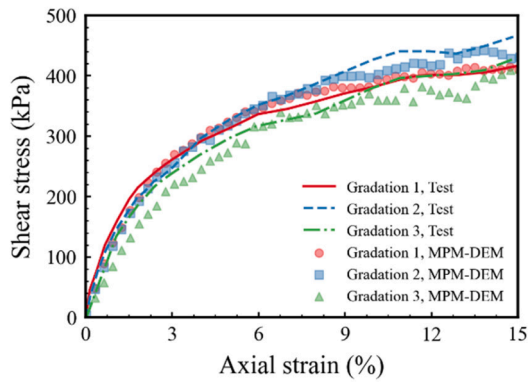 500
400
300
200
100
0
Shear stress (kPa)
Gradation 1, Test
Gradation 2, Test
Gradation 3, Test
Gradation 1, MPM-DEM
Gradation 2, MPM-DEM
Gradation 3, MPM-DEM
0 3 6 9 12 15
Axial strain (%)